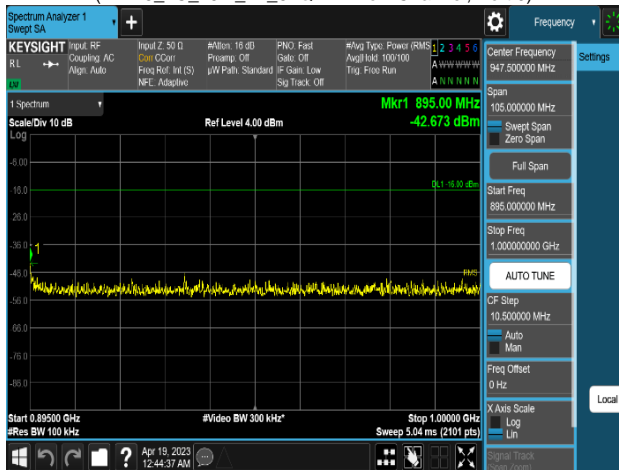 Spectrum Analyzer 1
Swept SA
+
Frequency
KEYSIGHT
RL
Input: RF
Coupling: AC
Align: Auto
Input Z: 50 Ω
Corr CCorr
Freq Ref: Int (S)
NFE: Adaptive
#Atten: 16 dB
Preamp: Off
µW Path: Standard
PNO: Fast
Gate: Off
IF Gain: Low
Sig Track: Off
#Avg Type: Power (RMS
Avg|Hold: 100/100
Trig: Free Run
1 2 3 4 5 6
A W W W W W
A N N N N N
Center Frequency
947.500000 MHz
Settings
Span
105.000000 MHz
Swept Span
Zero Span
Full Span
Start Freq
895.000000 MHz
Stop Freq
1.000000000 GHz
AUTO TUNE
CF Step
10.500000 MHz
Auto
Man
Freq Offset
0 Hz
X Axis Scale
Log
Lin
Signal Track
Local
1 Spectrum
Scale/Div 10 dB
Ref Level 4.00 dBm
Mkr1 895.00 MHz
-42.673 dBm
Log
-6.00
-16.0
DL1 -16.00 dBm
-26.0
-36.0
1
-46.0
RMS
-56.0
-66.0
-76.0
-86.0
Start 0.89500 GHz
#Video BW 300 kHz*
Stop 1.00000 GHz
#Res BW 100 kHz
Sweep 5.04 ms (2101 pts)
?
Apr 19, 2023
12:44:37 AM